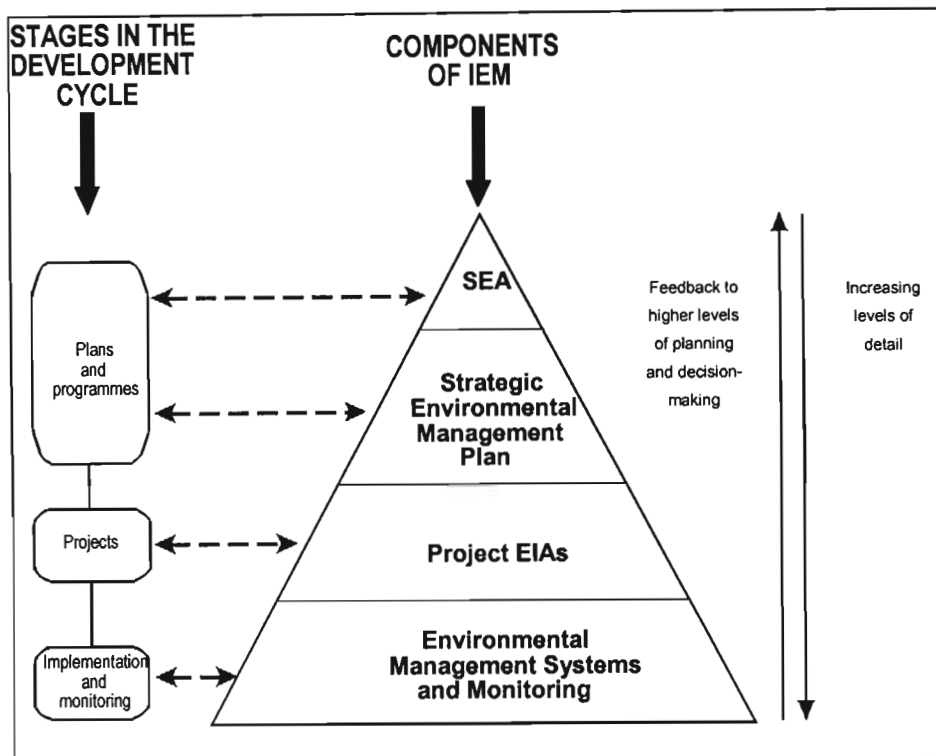 STAGES IN THE
DEVELOPMENT
CYCLE
COMPONENTS
OF IEM
SEA
Plans
and
programmes
Strategic
Environmental
Management
Plan
Projects
Project EIAs
Implementation
and
monitoring
Environmental
Management Systems
and Monitoring
Feedback to
higher levels
of planning
and decision-
making
Increasing
levels of
detail